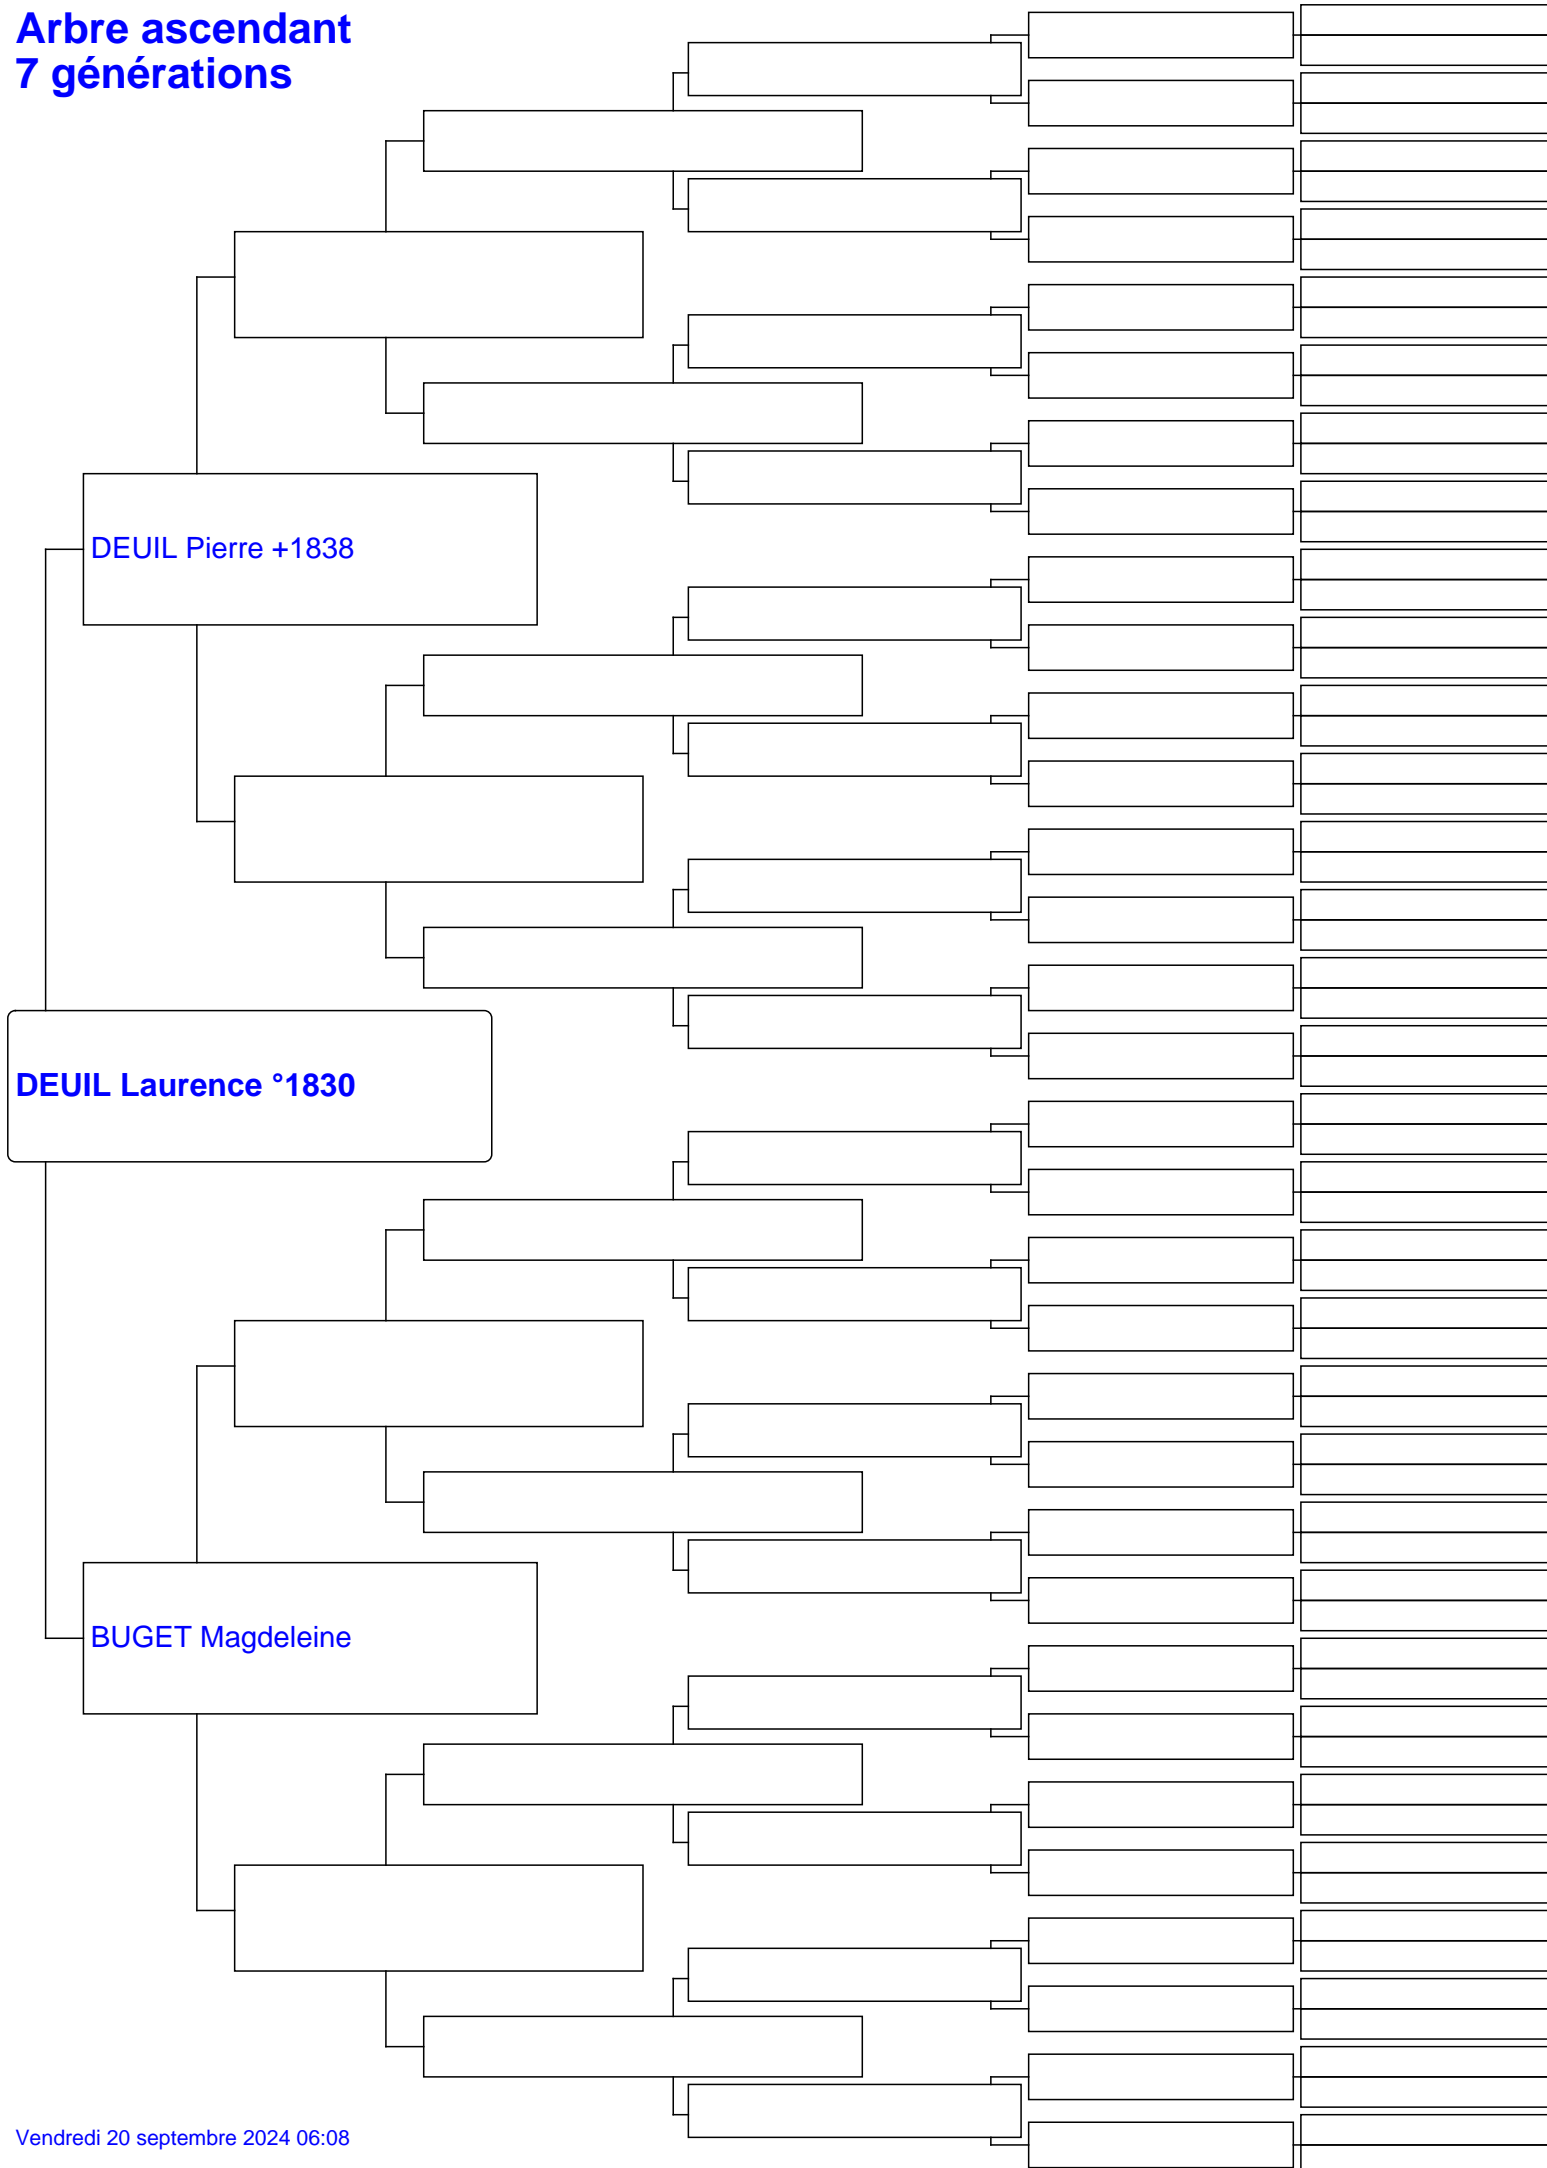 Arbre ascendant
7 générations
DEUIL Pierre +1838
DEUIL Laurence °1830
BUGET Magdeleine
Vendredi 20 septembre 2024 06:08